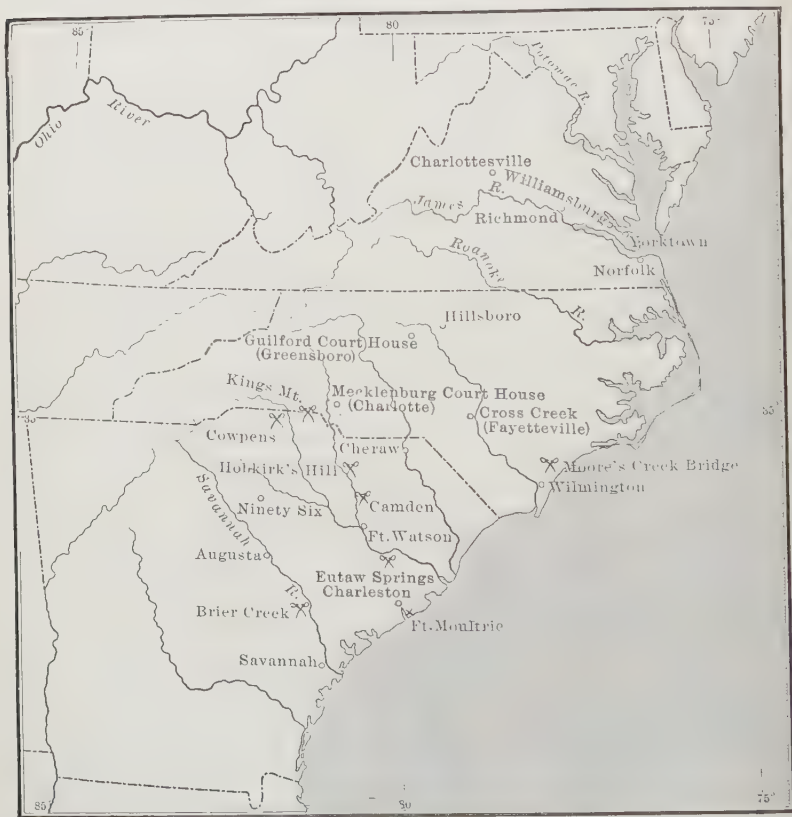 85
80
75
Potomac R.
Ohio River
Charlottesville
Williamsburg
James R.
Richmond
Yorktown
Roanoke R.
Norfolk
Hillsboro
Guilford Court House
(Greensboro)
Kings Mt.
Mecklenburg Court House
(Charlotte)
35
35
Cross Creek
(Fayetteville)
Cowpens
Cheraw
Hobkirk's Hill
Moore's Creek Bridge
Savannah R.
Wilmington
Ninety Six
Camden
Ft. Watson
Augusta
Eutaw Springs
Charleston
Brier Creek
Ft. Moultrie
Savannah
85
80
75